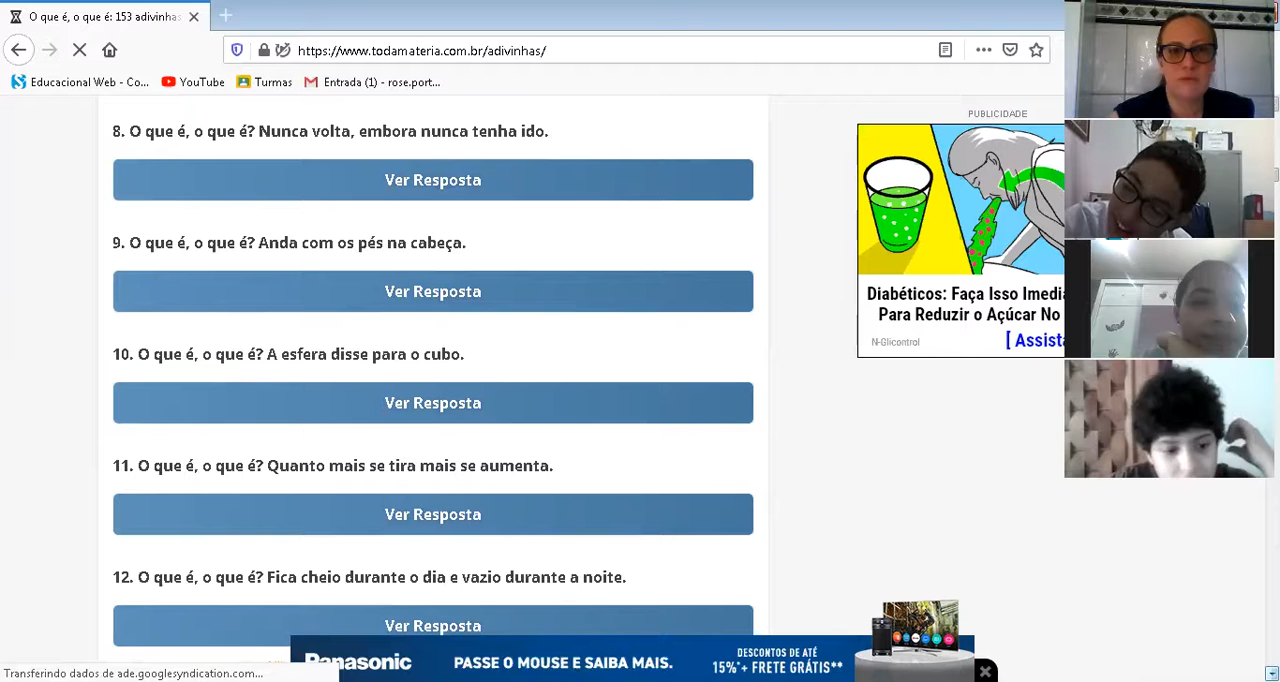 O que é, o que é: 153 adivinhas
https://www.todamateria.com.br/adivinhas/
Educacional Web - Co... YouTube Turmas Entrada (1) - rose.port...
8. O que é, o que é? Nunca volta, embora nunca tenha ido.
Ver Resposta
9. O que é, o que é? Anda com os pés na cabeça.
Ver Resposta
10. O que é, o que é? A esfera disse para o cubo.
Ver Resposta
11. O que é, o que é? Quanto mais se tira mais se aumenta.
Ver Resposta
12. O que é, o que é? Fica cheio durante o dia e vazio durante a noite.
Ver Resposta
PUBLICIDADE
Diabéticos: Faça Isso Imedia
Para Reduzir o Açúcar No
N-Glicontrol
[ Assista
Panasonic
PASSE O MOUSE E SAIBA MAIS.
DESCONTOS DE ATÉ
15%*+ FRETE GRÁTIS**
Transferindo dados de ade.googlesyndication.com...